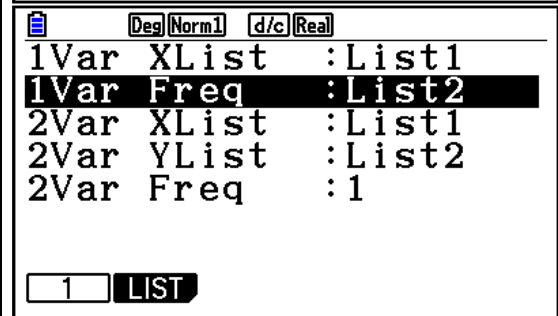 Deg Norm1 d/c Real
1Var XList :List1
1Var Freq :List2
2Var XList :List1
2Var YList :List2
2Var Freq :1
1 LIST